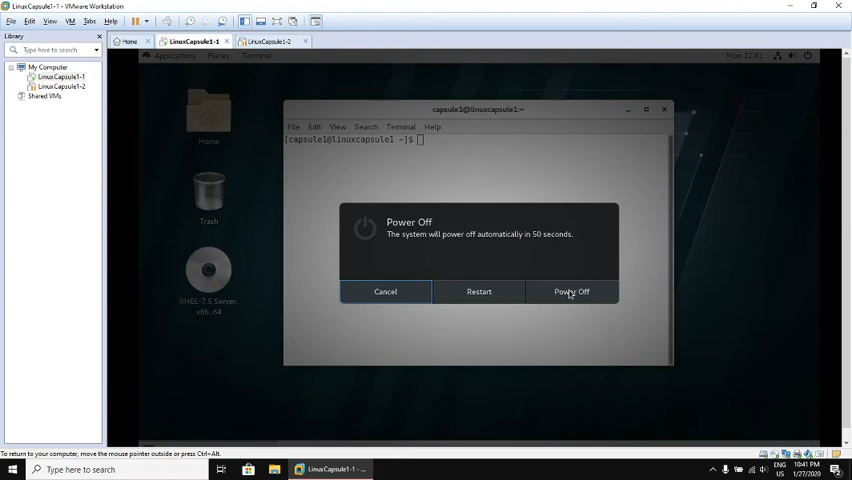 LinuxCapsule1-1 - VMware Workstation
File Edit View VM Tabs Help
Library
Type here to search
Home LinuxCapsule1-1 LinuxCapsule1-2
My Computer
LinuxCapsule1-1
LinuxCapsule1-2
Shared VMs
Applications Places Terminal Mon 22:41
Home
Trash
RHEL-7.5 Server.
x86_64
capsule1@linuxcapsule1:~
File Edit View Search Terminal Help
[capsule1@linuxcapsule1 ~]$
Power Off
The system will power off automatically in 50 seconds.
Cancel Restart Power Off
To return to your computer, move the mouse pointer outside or press Ctrl+Alt.
Type here to search
LinuxCapsule1-1 - ...
ENG
US
10:41 PM
1/27/2020
2